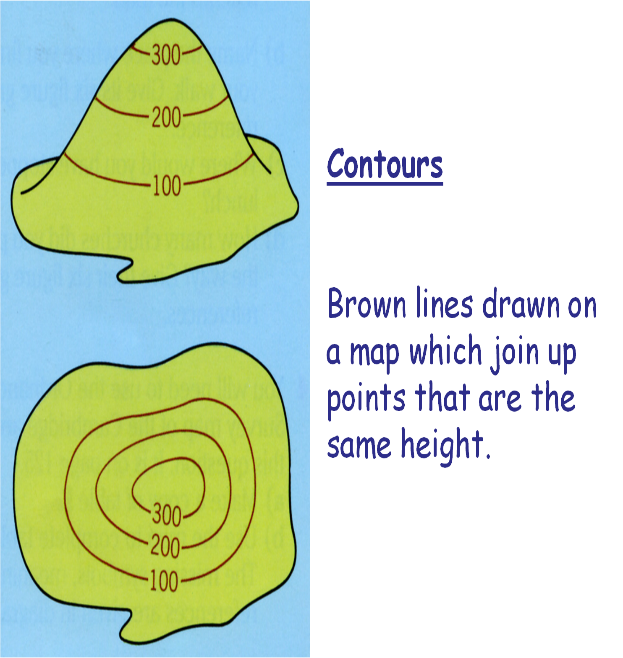 300
200
100
Contours
Brown lines drawn on
a map which join up
points that are the
same height.
300
200
100